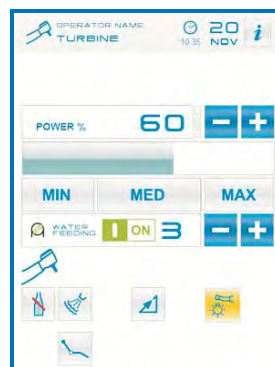 OPERATOR NAME
TURBINE
10:35
20
NOV
i
POWER %
60
- +
MIN MED MAX
WATER
FEEDING
I ON
3
- +